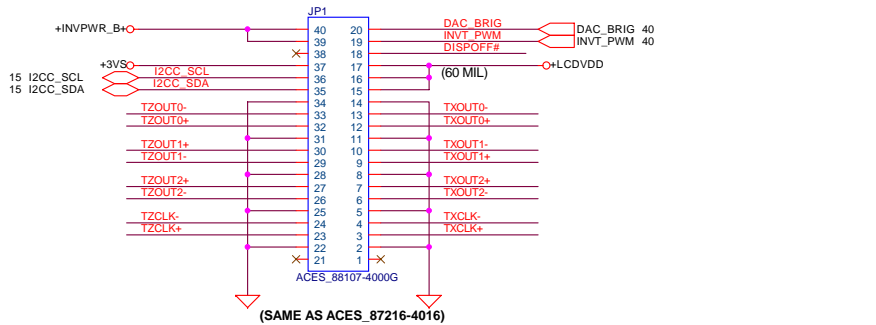 JP1
+INVPWR_B+ 40 20 DAC_BRIG DAC_BRIG 40
39 19 INVT_PWM INVT_PWM 40
38 18 DISPOFF#
+3VS 37 17 +LCDVDD
15 I2CC_SCL I2CC_SCL 36 16 (60 MIL)
15 I2CC_SDA I2CC_SDA 35 15
34 14
TZOUT0- 33 13 TXOUT0-
TZOUT0+ 32 12 TXOUT0+
31 11
TZOUT1+ 30 10 TXOUT1-
TZOUT1- 29 9 TXOUT1+
28 8
TZOUT2+ 27 7 TXOUT2+
TZOUT2- 26 6 TXOUT2-
25 5
TZCLK- 24 4 TXCLK-
TZCLK+ 23 3 TXCLK+
22 2
21 1
ACES_88107-4000G
(SAME AS ACES_87216-4016)